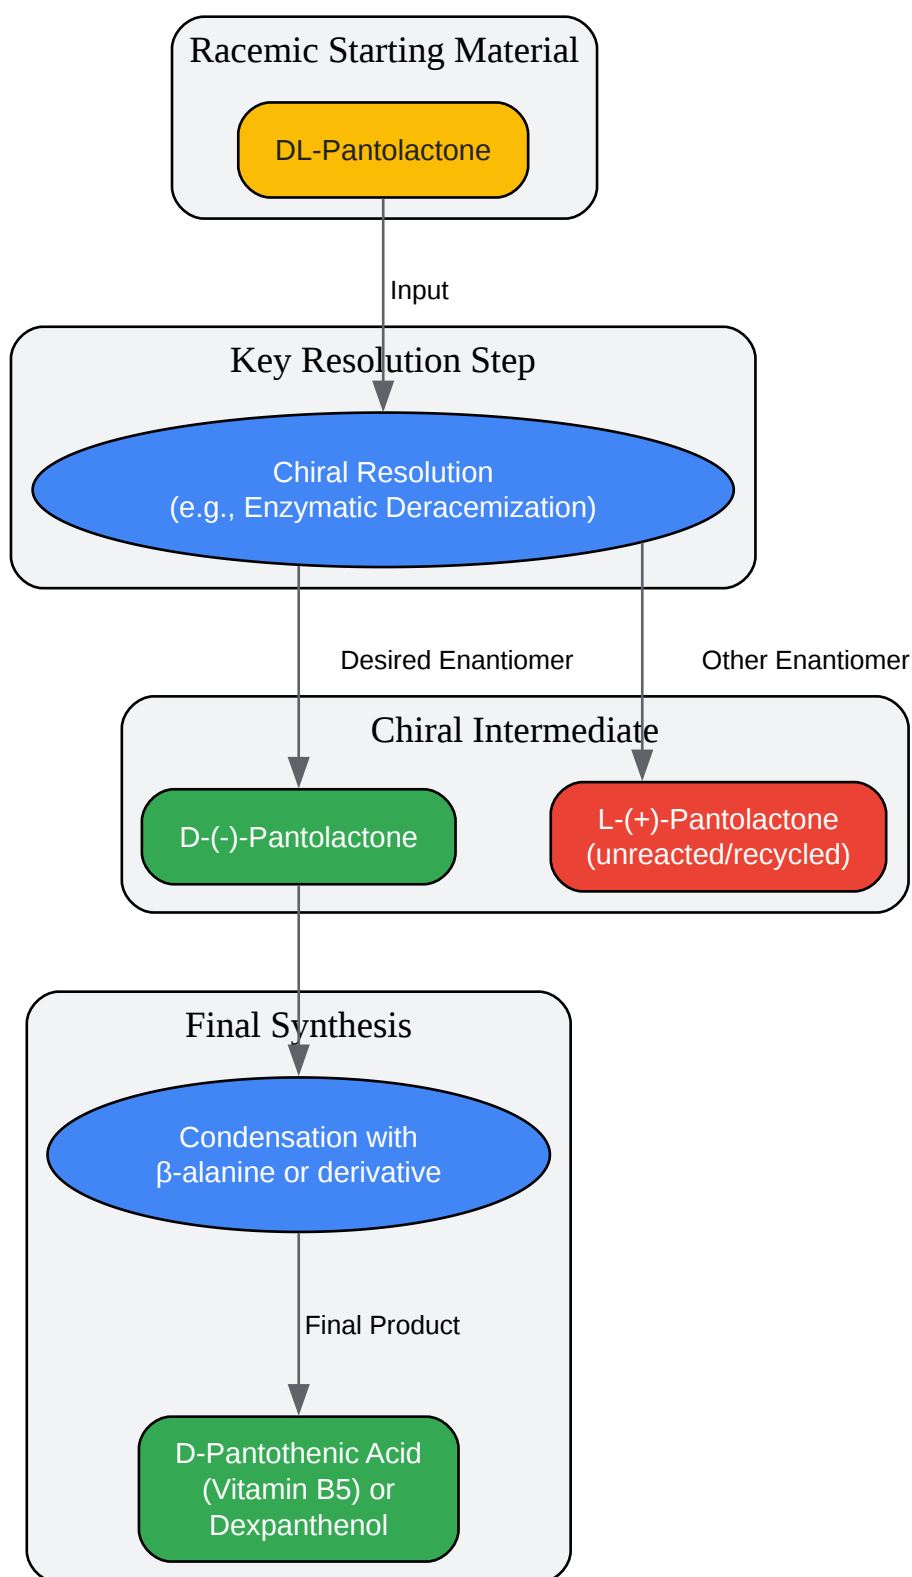 Racemic Starting Material
DL-Pantolactone
Input
Key Resolution Step
Chiral Resolution
(e.g., Enzymatic Deracemization)
Desired Enantiomer
Other Enantiomer
Chiral Intermediate
D-(-)-Pantolactone
L-(+)-Pantolactone
(unreacted/recycled)
Final Synthesis
Condensation with
β-alanine or derivative
Final Product
D-Pantothenic Acid
(Vitamin B5) or
Dexpanthenol